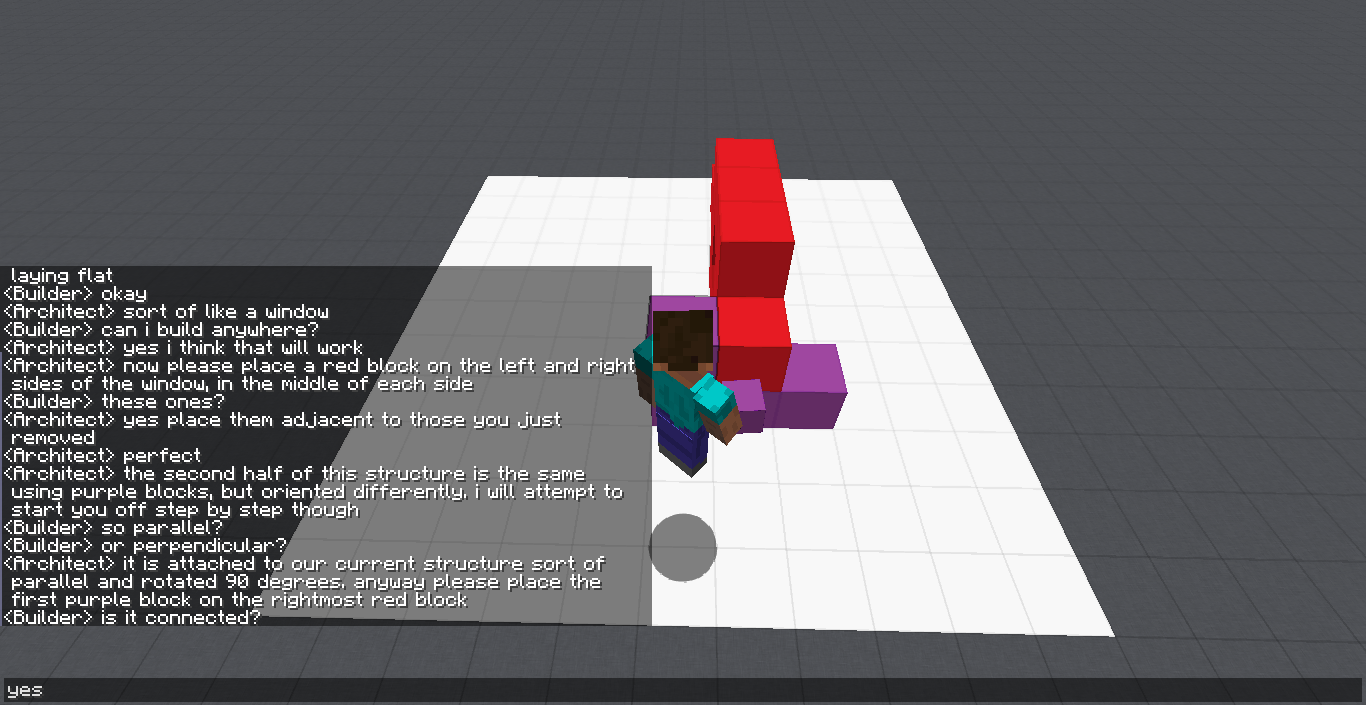 laying flat
<Builder> okay
<Architect> sort of like a window
<Builder> can i build anywhere?
<Architect> yes i think that will work
<Architect> now please place a red block on the left and right
sides of the window, in the middle of each side
<Builder> these ones?
<Architect> yes place them adjacent to those you just
removed
<Architect> perfect
<Architect> the second half of this structure is the same
using purple blocks, but oriented differently. i will attempt to
start you off step by step though
<Builder> so parallel?
<Builder> or perpendicular?
<Architect> it is attached to our current structure sort of
parallel and rotated 90 degrees. anyway please place the
first purple block on the rightmost red block
<Builder> is it connected?
yes